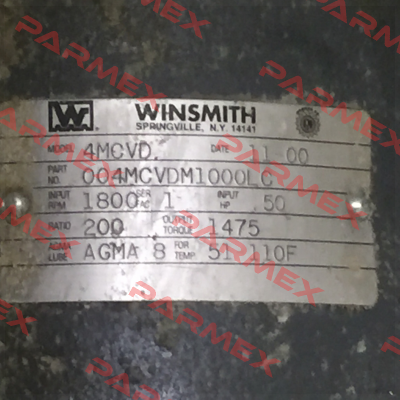 PARMEX PARMEX
W WINSMITH
SPRINGVILLE, N.Y. 14141
MODEL 4MCVD. DATE 11 00
PART NO. 004MCVDM1000LC
INPUT RPM 1800 SER FAC 1 INPUT HP .50
RATIO 200 OUTPUT TORQUE 1475
AGMA LUBE AGMA 8 FOR TEMP 51 110F
PARMEX PARMEX